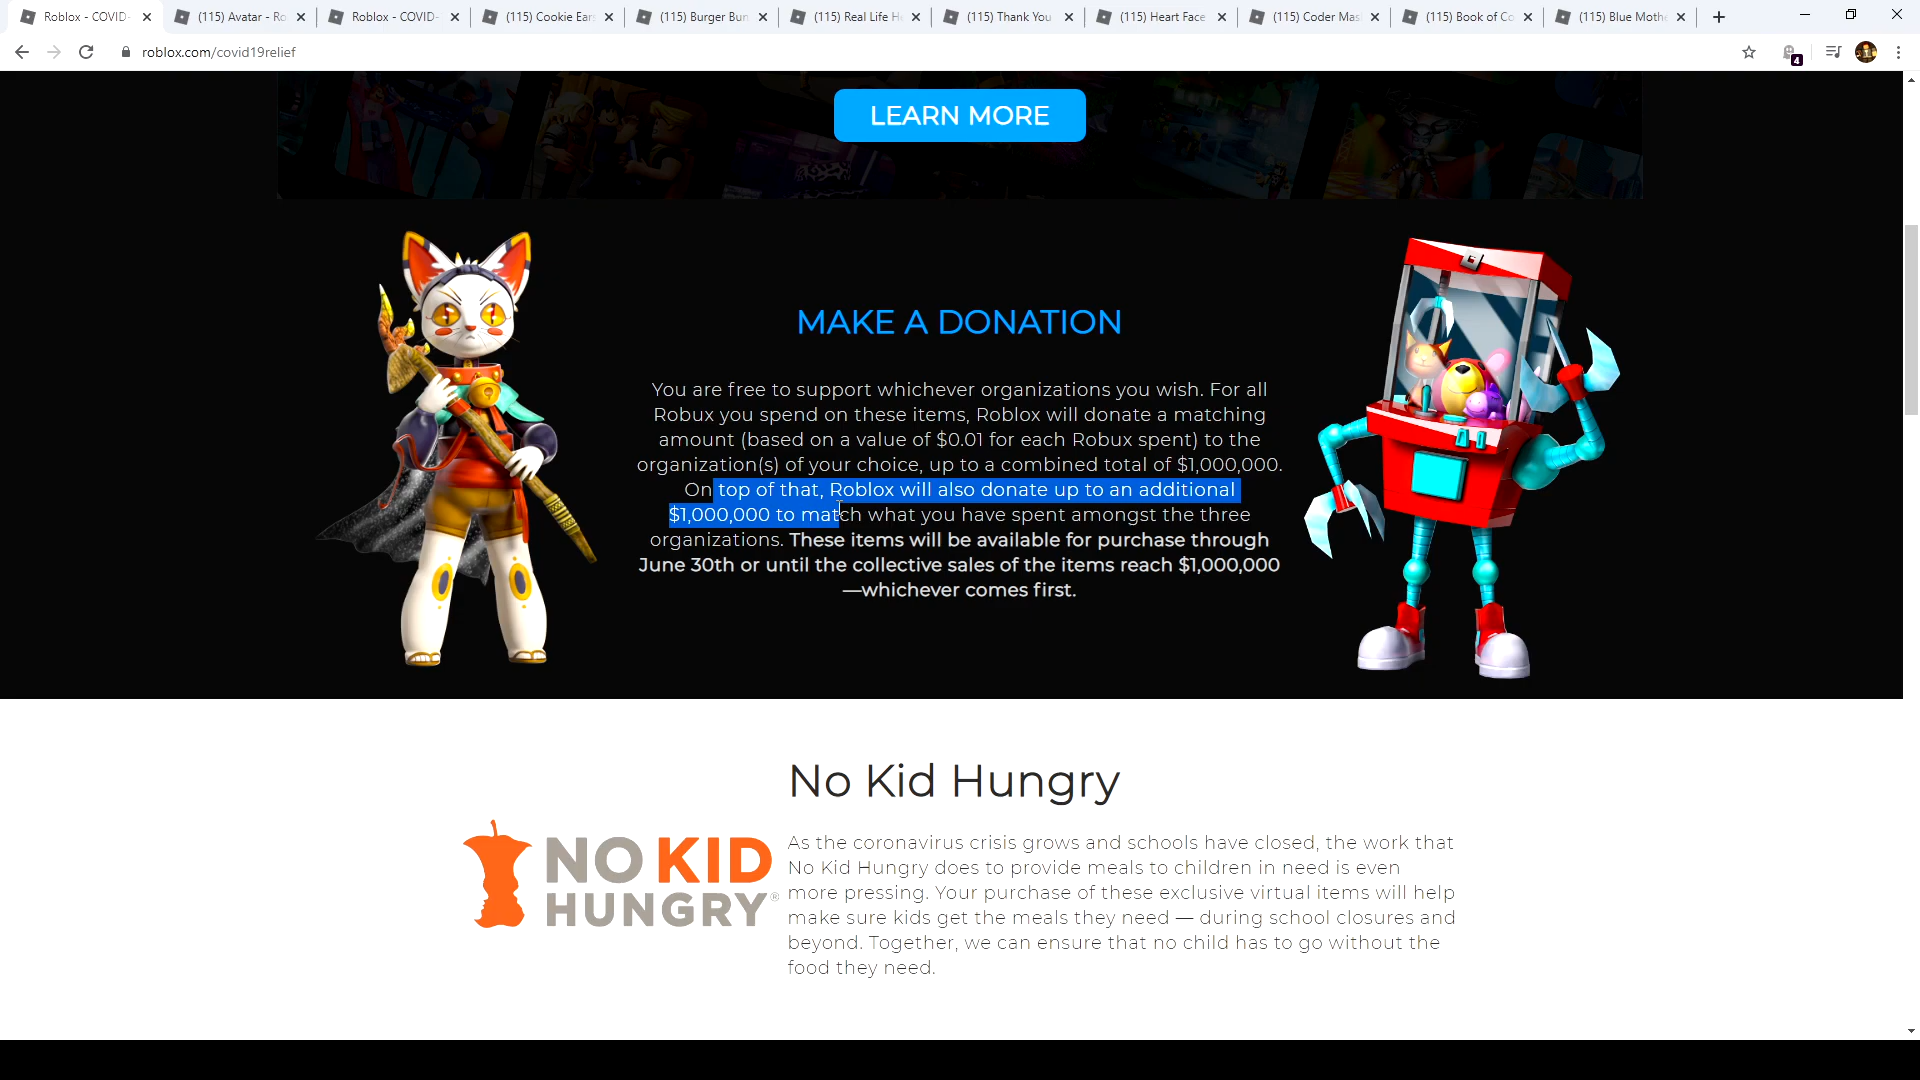 Roblox - COVID-
(115) Avatar - Ro
Roblox - COVID-
(115) Cookie Ears
(115) Burger Bun
(115) Real Life H
(115) Thank You
(115) Heart Face
(115) Coder Mas
(115) Book of Co
(115) Blue Moth
roblox.com/covid19relief
4
LEARN MORE
MAKE A DONATION
You are free to support whichever organizations you wish. For all
Robux you spend on these items, Roblox will donate a matching
amount (based on a value of $0.01 for each Robux spent) to the
organization(s) of your choice, up to a combined total of $1,000,000.
On top of that, Roblox will also donate up to an additional
$1,000,000 to match what you have spent amongst the three
organizations. These items will be available for purchase through
June 30th or until the collective sales of the items reach $1,000,000
—whichever comes first.
No Kid Hungry
NO KID
HUNGRY®
As the coronavirus crisis grows and schools have closed, the work that
No Kid Hungry does to provide meals to children in need is even
more pressing. Your purchase of these exclusive virtual items will help
make sure kids get the meals they need — during school closures and
beyond. Together, we can ensure that no child has to go without the
food they need.